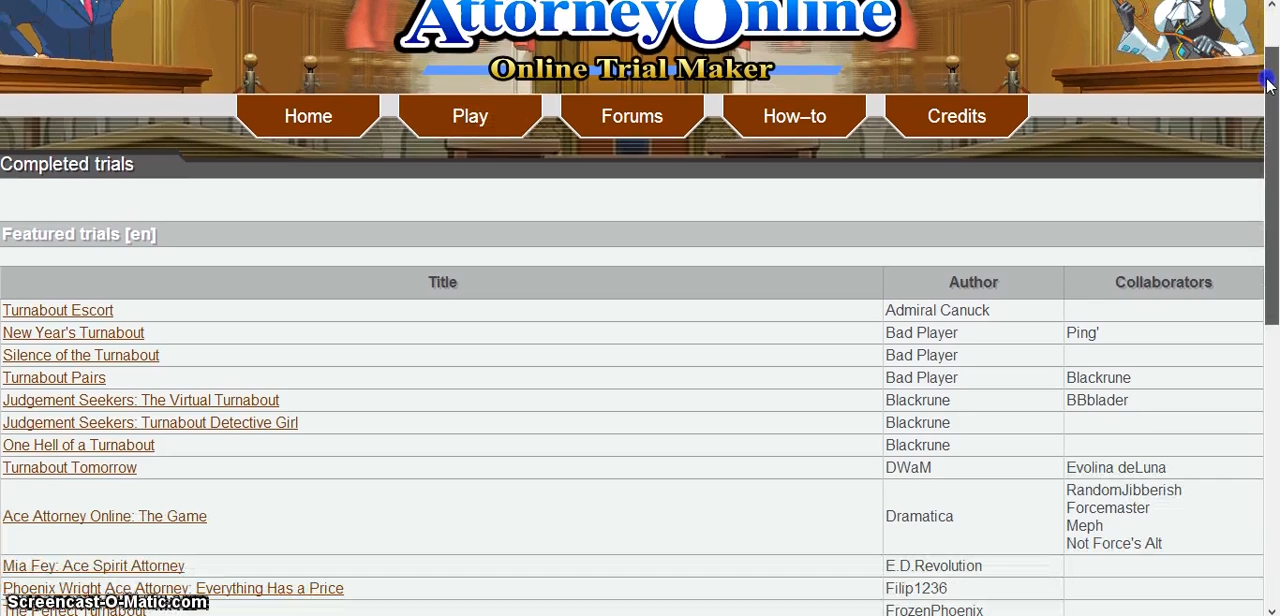 AttorneyOnline
Online Trial Maker
Home Play Forums How–to Credits
Completed trials
Featured trials [en]
Title Author Collaborators
Turnabout Escort Admiral Canuck
New Year's Turnabout Bad Player Ping'
Silence of the Turnabout Bad Player
Turnabout Pairs Bad Player Blackrune
Judgement Seekers: The Virtual Turnabout Blackrune BBblader
Judgement Seekers: Turnabout Detective Girl Blackrune
One Hell of a Turnabout Blackrune
Turnabout Tomorrow DWaM Evolina deLuna
Ace Attorney Online: The Game Dramatica RandomJibberish
Forcemaster
Meph
Not Force's Alt
Mia Fey: Ace Spirit Attorney E.D.Revolution
Phoenix Wright Ace Attorney: Everything Has a Price Filip1236
The Perfect Turnabout FrozenPhoenix
Screencast-O-Matic.com